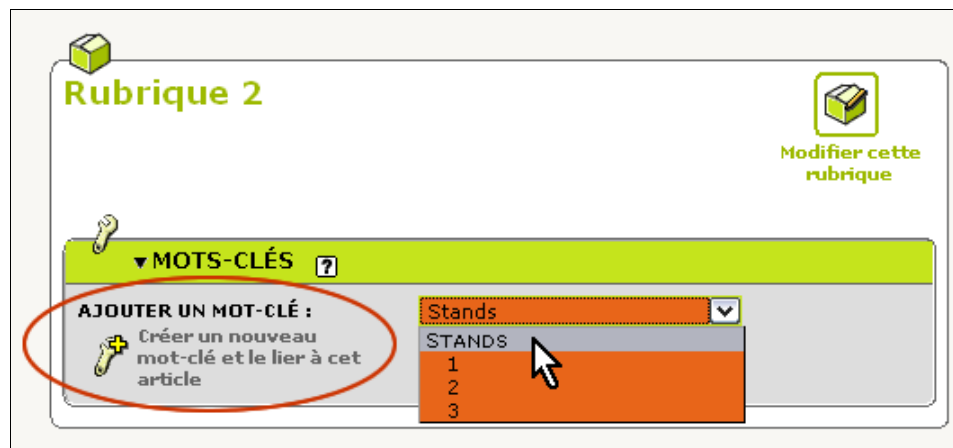 Rubrique 2
Modifier cette
rubrique
MOTS-CLÉS ?
AJOUTER UN MOT-CLÉ :
Créer un nouveau
mot-clé et le lier à cet
article
Stands
STANDS
1
2
3